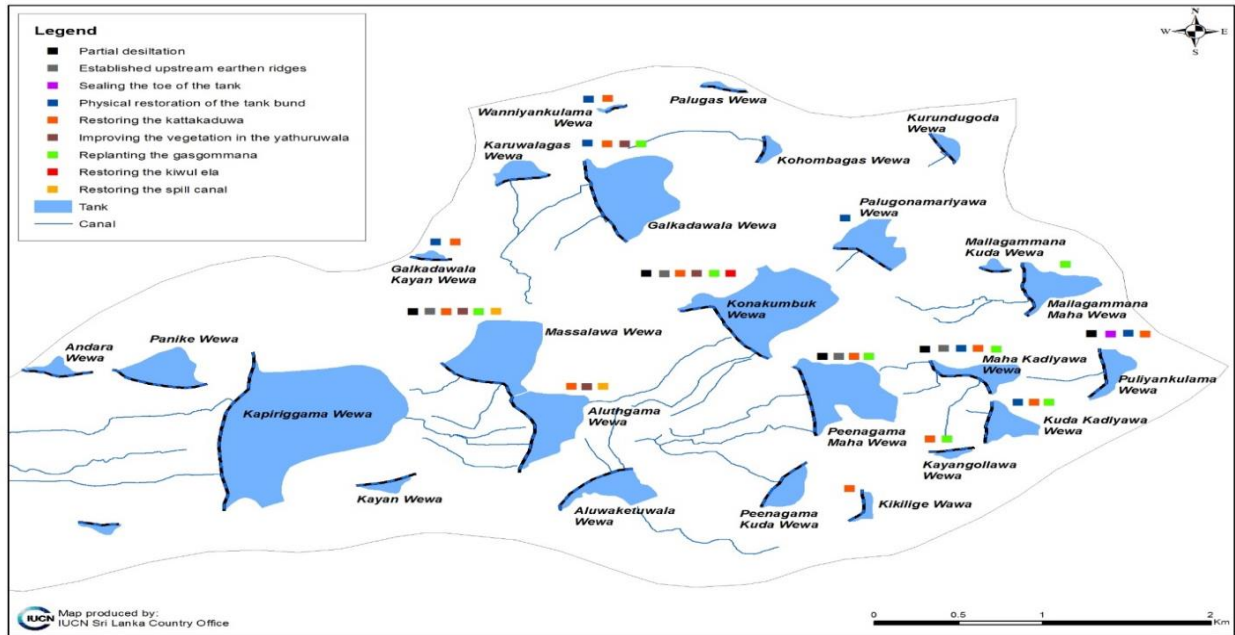 Legend
Partial desiltation
Established upstream earthen ridges
Sealing the toe of the tank
Physical restoration of the tank bund
Restoring the kattakaduwa
Improving the vegetation in the yathuruwala
Replanting the gasgommana
Restoring the kiwul ela
Restoring the spill canal
Tank
Canal
N
W
E
S
Palugas Wewa
Wanniyankulama
Wewa
Kurundugoda
Wewa
Karuwalagas
Wewa
Kohombagas Wewa
Palugonamariyawa
Wewa
Galkadawala Wewa
Mailagammana
Kuda Wewa
Galkadawala
Kayan Wewa
Konakumbuk
Wewa
Mailagammana
Maha Wewa
Massalawa Wewa
Andara
Wewa
Panike Wewa
Maha Kadiyawa
Wewa
Puliyankulama
Wewa
Kapiriggama Wewa
Aluthgama
Wewa
Peenagama
Maha Wewa
Kuda Kadiyawa
Wewa
Kayangollawa
Wewa
Kayan Wewa
Aluwaketuwala
Wewa
Peenagama
Kuda Wewa
Kikilige Wawa
IUCN
Map produced by:
IUCN Sri Lanka Country Office
0
0.5
1
2
Km